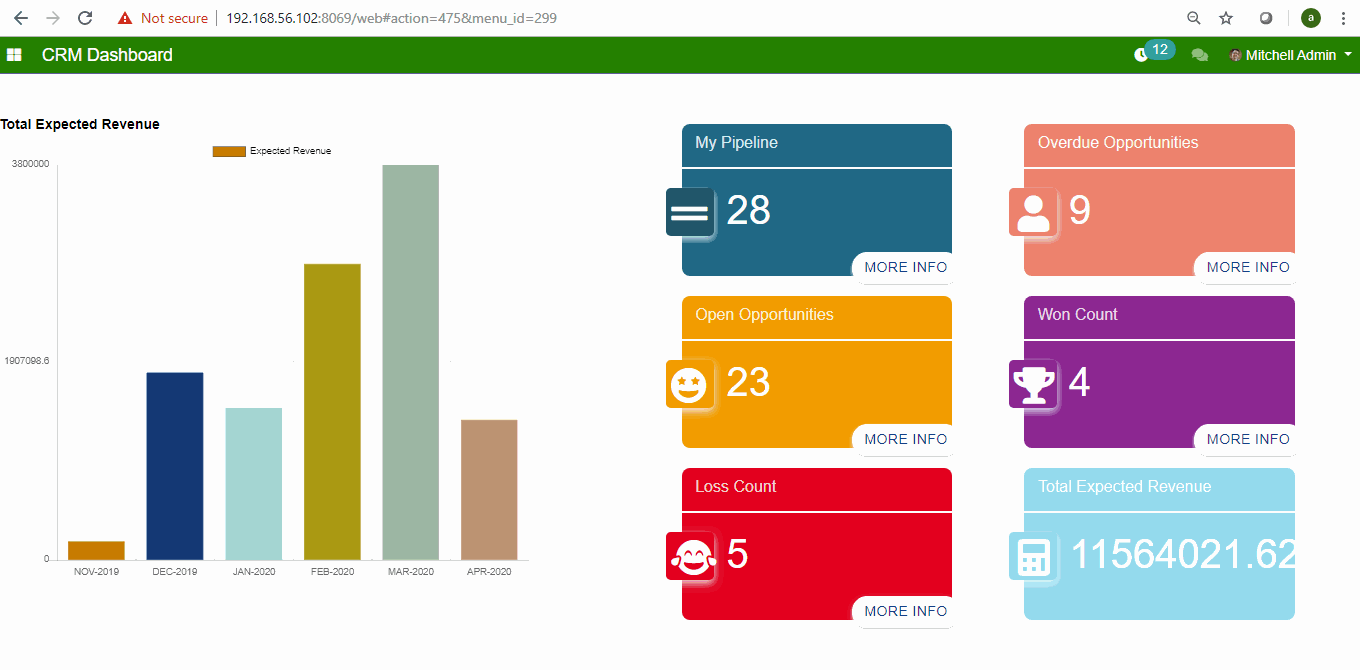 Not secure 192.168.56.102:8069/web#action=475&menu_id=299 a
CRM Dashboard 12 Mitchell Admin
Total Expected Revenue
Expected Revenue
3800000
1907098.6
0
NOV-2019 DEC-2019 JAN-2020 FEB-2020 MAR-2020 APR-2020
My Pipeline
28
MORE INFO
Overdue Opportunities
9
MORE INFO
Open Opportunities
23
MORE INFO
Won Count
4
MORE INFO
Loss Count
5
MORE INFO
Total Expected Revenue
11564021.62